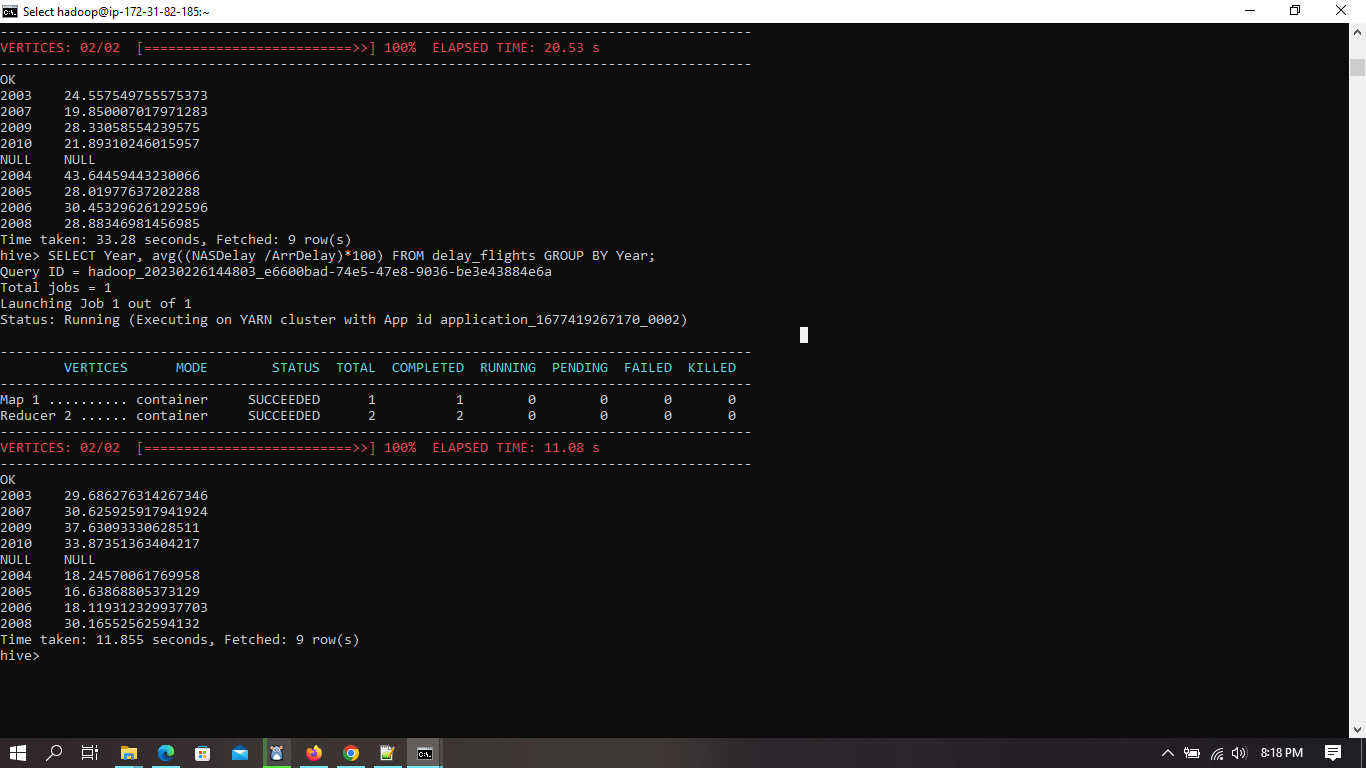 Select hadoop@ip-172-31-82-185:~
----------------------------------------------------------------------------------------------
VERTICES: 02/02  [==========================>>] 100%  ELAPSED TIME: 20.53 s
----------------------------------------------------------------------------------------------
OK
2003    24.557549755575373
2007    19.850007017971283
2009    28.33058554239575
2010    21.89310246015957
NULL    NULL
2004    43.64459443230066
2005    28.01977637202288
2006    30.453296261292596
2008    28.88346981456985
Time taken: 33.28 seconds, Fetched: 9 row(s)
hive> SELECT Year, avg((NASDelay /ArrDelay)*100) FROM delay_flights GROUP BY Year;
Query ID = hadoop_20230226144803_e6600bad-74e5-47e8-9036-be3e43884e6a
Total jobs = 1
Launching Job 1 out of 1
Status: Running (Executing on YARN cluster with App id application_1677419267170_0002)
----------------------------------------------------------------------------------------------
        VERTICES      MODE        STATUS  TOTAL  COMPLETED  RUNNING  PENDING  FAILED  KILLED
----------------------------------------------------------------------------------------------
Map 1 .......... container     SUCCEEDED      1          1        0        0       0       0
Reducer 2 ...... container     SUCCEEDED      2          2        0        0       0       0
----------------------------------------------------------------------------------------------
VERTICES: 02/02  [==========================>>] 100%  ELAPSED TIME: 11.08 s
----------------------------------------------------------------------------------------------
OK
2003    29.686276314267346
2007    30.625925917941924
2009    37.63093330628511
2010    33.87351363404217
NULL    NULL
2004    18.24570061769958
2005    16.63868805373129
2006    18.119312329937703
2008    30.16552562594132
Time taken: 11.855 seconds, Fetched: 9 row(s)
hive>
8:18 PM